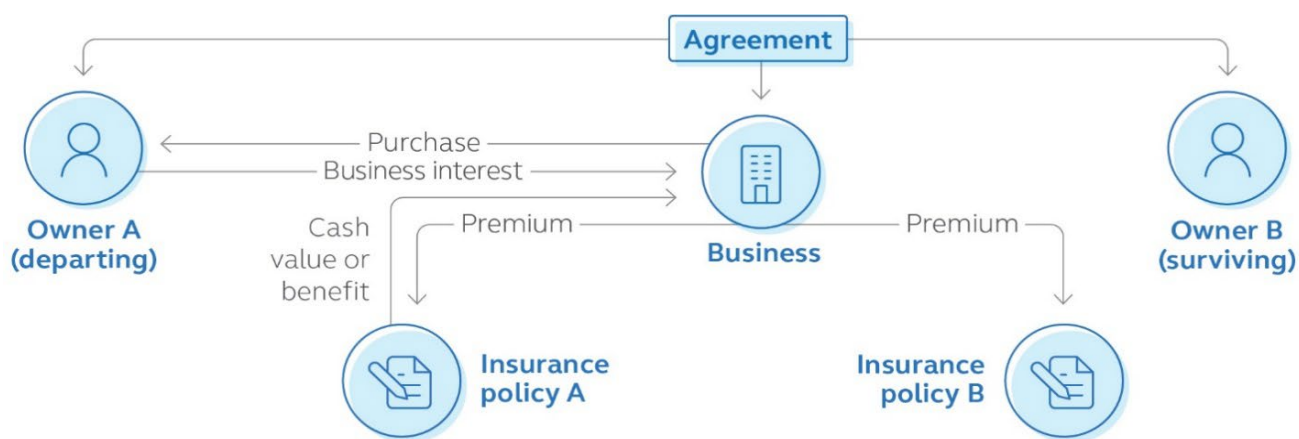 Agreement
Purchase
Business interest
Owner A
(departing)
Cash
value or
benefit
Premium
Business
Premium
Owner B
(surviving)
Insurance
policy A
Insurance
policy B